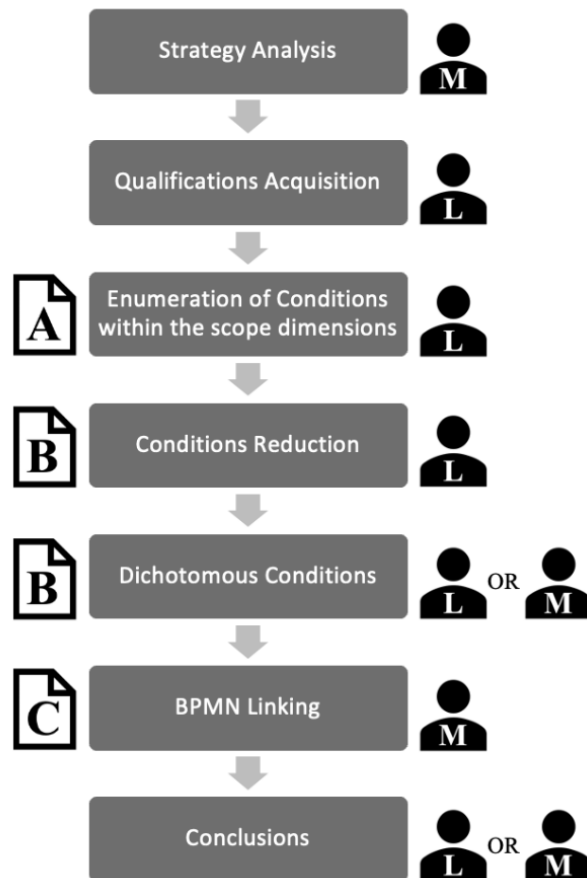 Strategy Analysis
M
Qualifications Acquisition
L
A
Enumeration of Conditions
within the scope dimensions
L
B
Conditions Reduction
L
B
Dichotomous Conditions
L OR M
C
BPMN Linking
M
Conclusions
L OR M